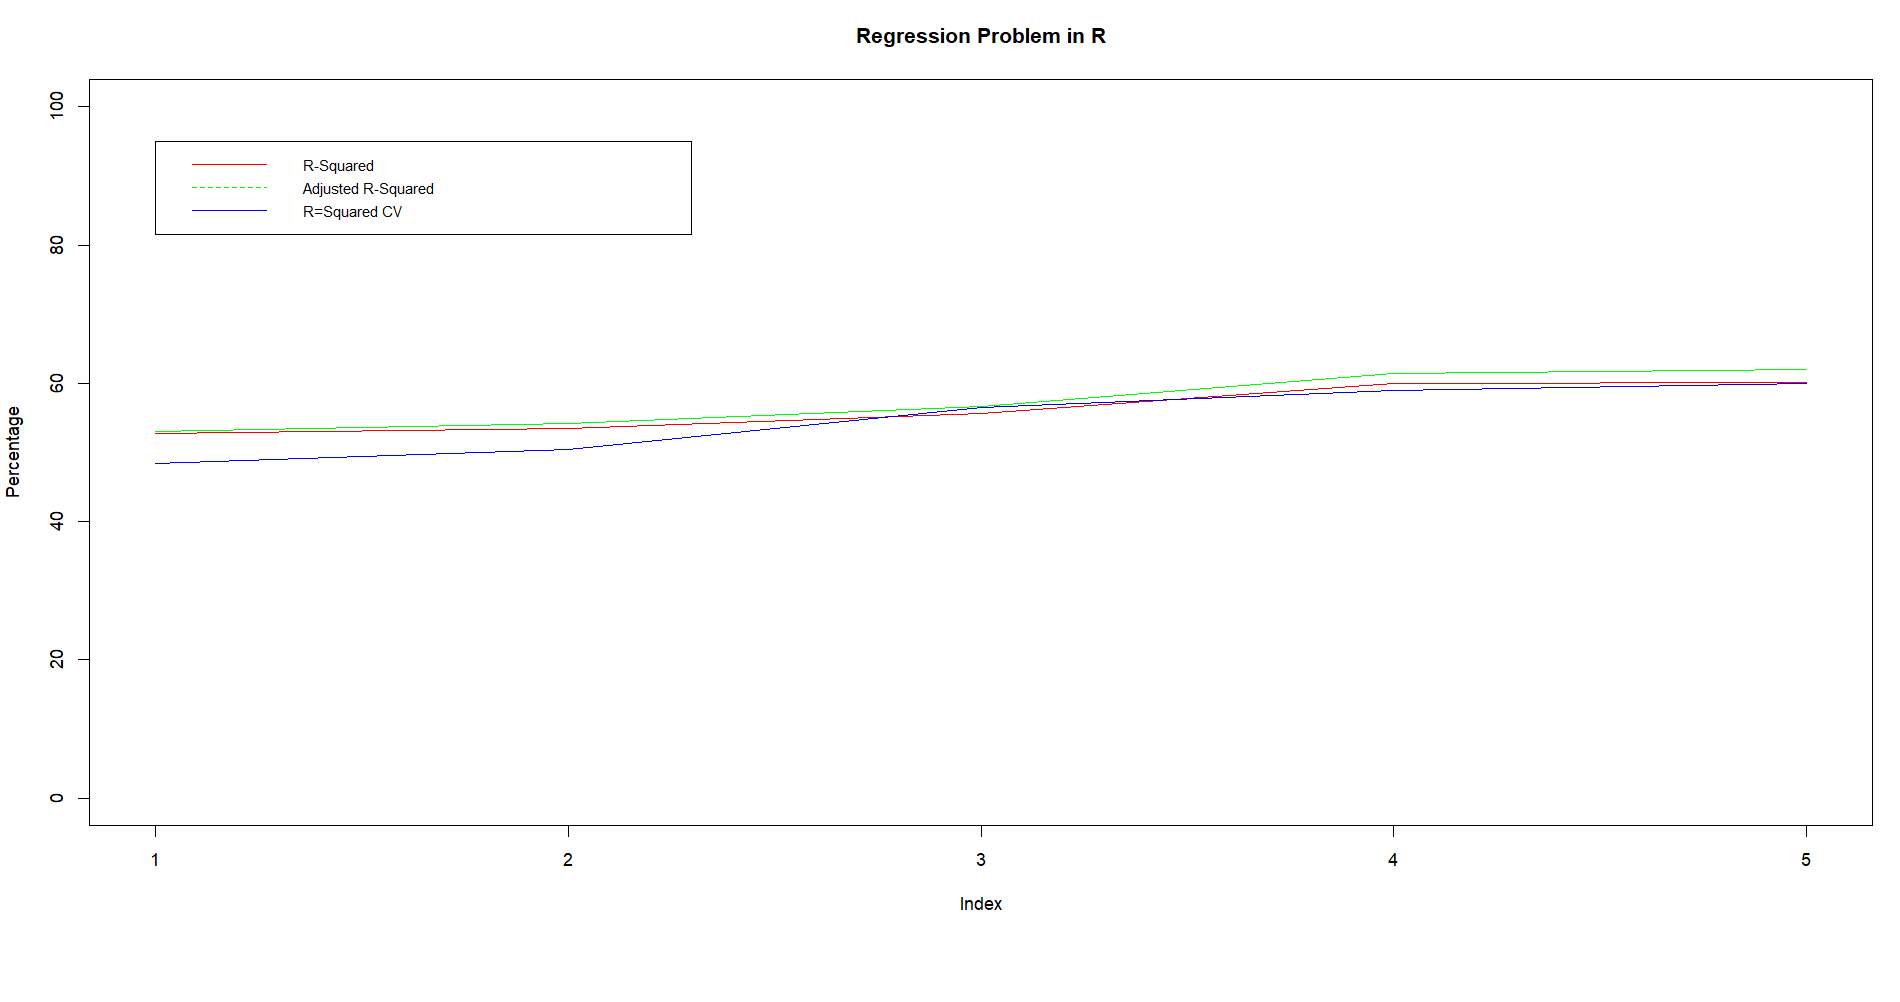 Regression Problem in R
100
80
60
40
20
0
Percentage
R-Squared
Adjusted R-Squared
R=Squared CV
1 2 3 4 5
Index